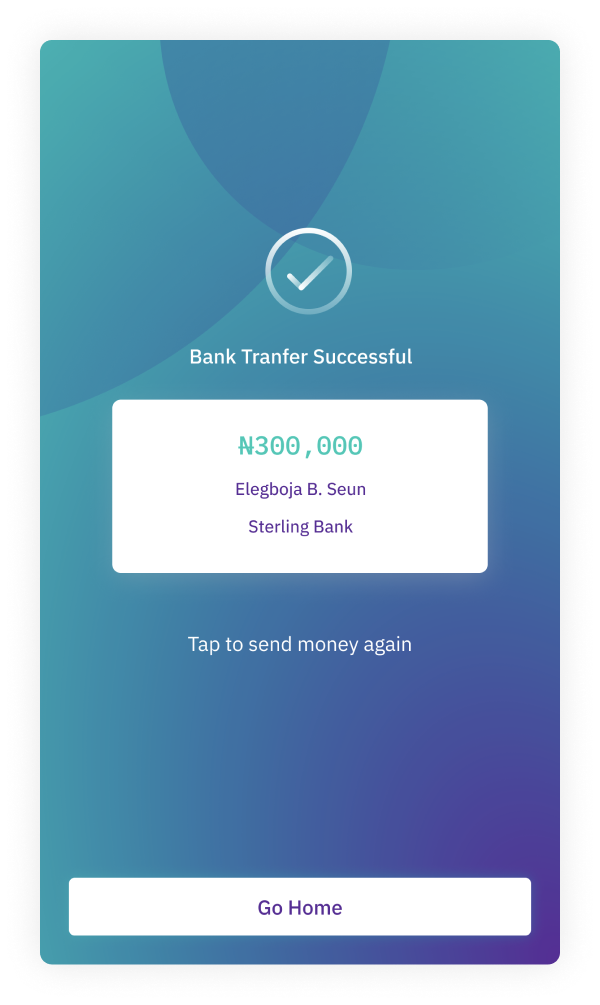 Bank Tranfer Successful
₦300,000
Elegboja B. Seun
Sterling Bank
Tap to send money again
Go Home